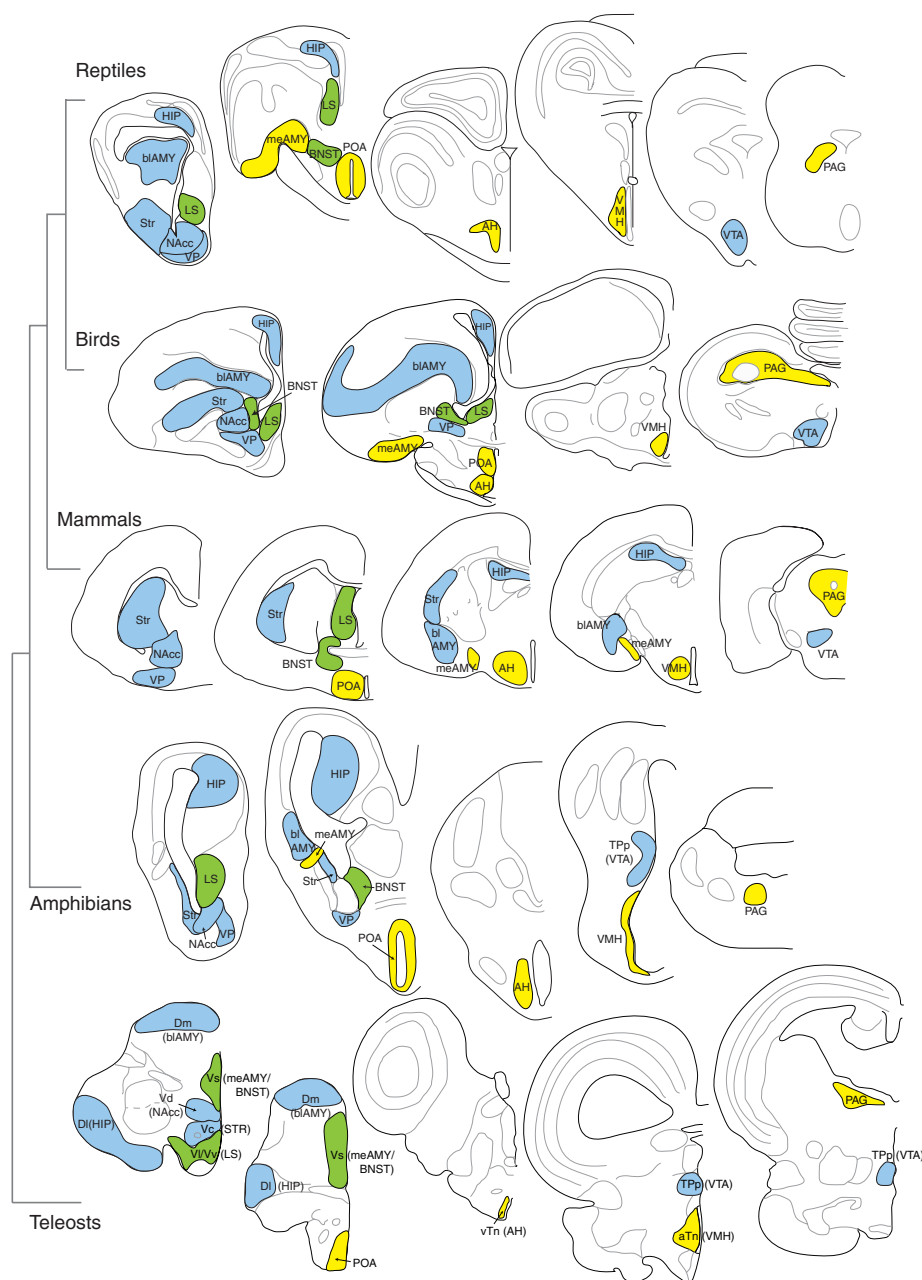 Reptiles
HIP
blAMY
Str
LS
NAcc
VP
HIP
LS
meAMY
BNST
POA
AH
V
M
H
VTA
PAG
Birds
HIP
blAMY
BNST
Str
NAcc
LS
VP
HIP
blAMY
BNST
LS
VP
meAMY
POA
AH
VMH
PAG
VTA
Mammals
Str
NAcc
VP
Str
LS
BNST
POA
HIP
Str
bl
AMY
meAMY
AH
HIP
blAMY
meAMY
VMH
PAG
VTA
Amphibians
HIP
LS
Str
NAcc
VP
HIP
bl
AMY
meAMY
Str
BNST
VP
POA
AH
TPp
(VTA)
VMH
PAG
Teleosts
Dm
(blAMY)
Vs (meAMY/
BNST)
Vd
(NAcc)
Vc (STR)
Dl(HIP)
Vl/Vv (LS)
Dm
(blAMY)
Vs (meAMY/
BNST)
Dl (HIP)
POA
vTn (AH)
TPp (VTA)
aTn (VMH)
PAG
TPp (VTA)